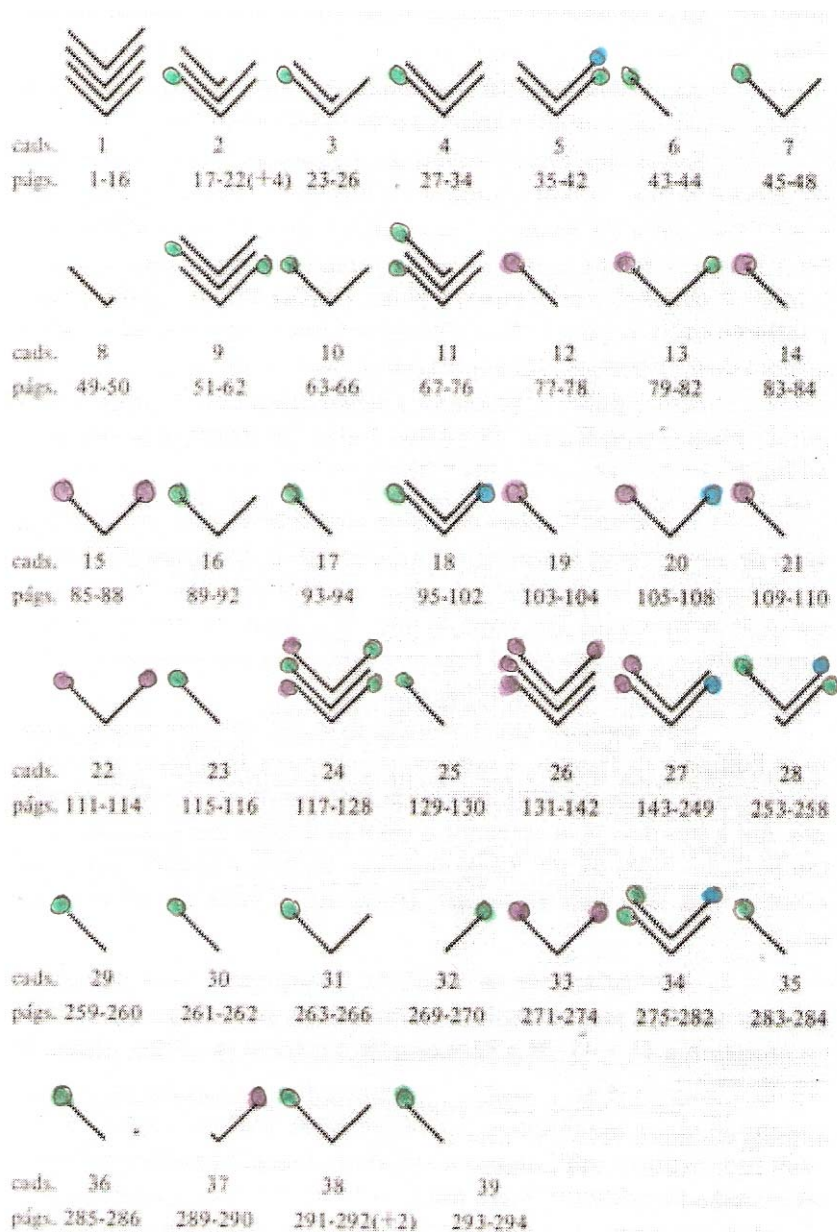 cads. 1 2 3 4 5 6 7
págs. 1-16 17-22(+4) 23-26 27-34 35-42 43-44 45-48
cads. 8 9 10 11 12 13 14
págs. 49-50 51-62 63-66 67-76 77-78 79-82 83-84
cads. 15 16 17 18 19 20 21
págs. 85-88 89-92 93-94 95-102 103-104 105-108 109-110
cads. 22 23 24 25 26 27 28
págs. 111-114 115-116 117-128 129-130 131-142 143-249 253-258
cads. 29 30 31 32 33 34 35
págs. 259-260 261-262 263-266 269-270 271-274 275-282 283-284
cads. 36 37 38 39
págs. 285-286 289-290 291-292(+2) 293-294